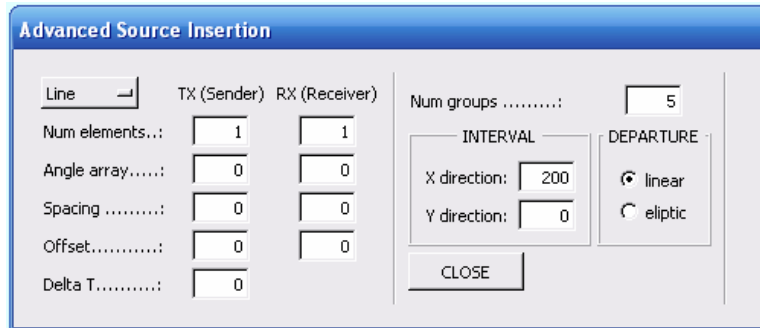 Advanced Source Insertion
Line TX (Sender) RX (Receiver)
Num elements..: 1 1
Angle array.....: 0 0
Spacing .........: 0 0
Offset...........: 0 0
Delta T..........: 0
Num groups .........: 5
INTERVAL
X direction: 200
Y direction: 0
DEPARTURE
linear
eliptic
CLOSE